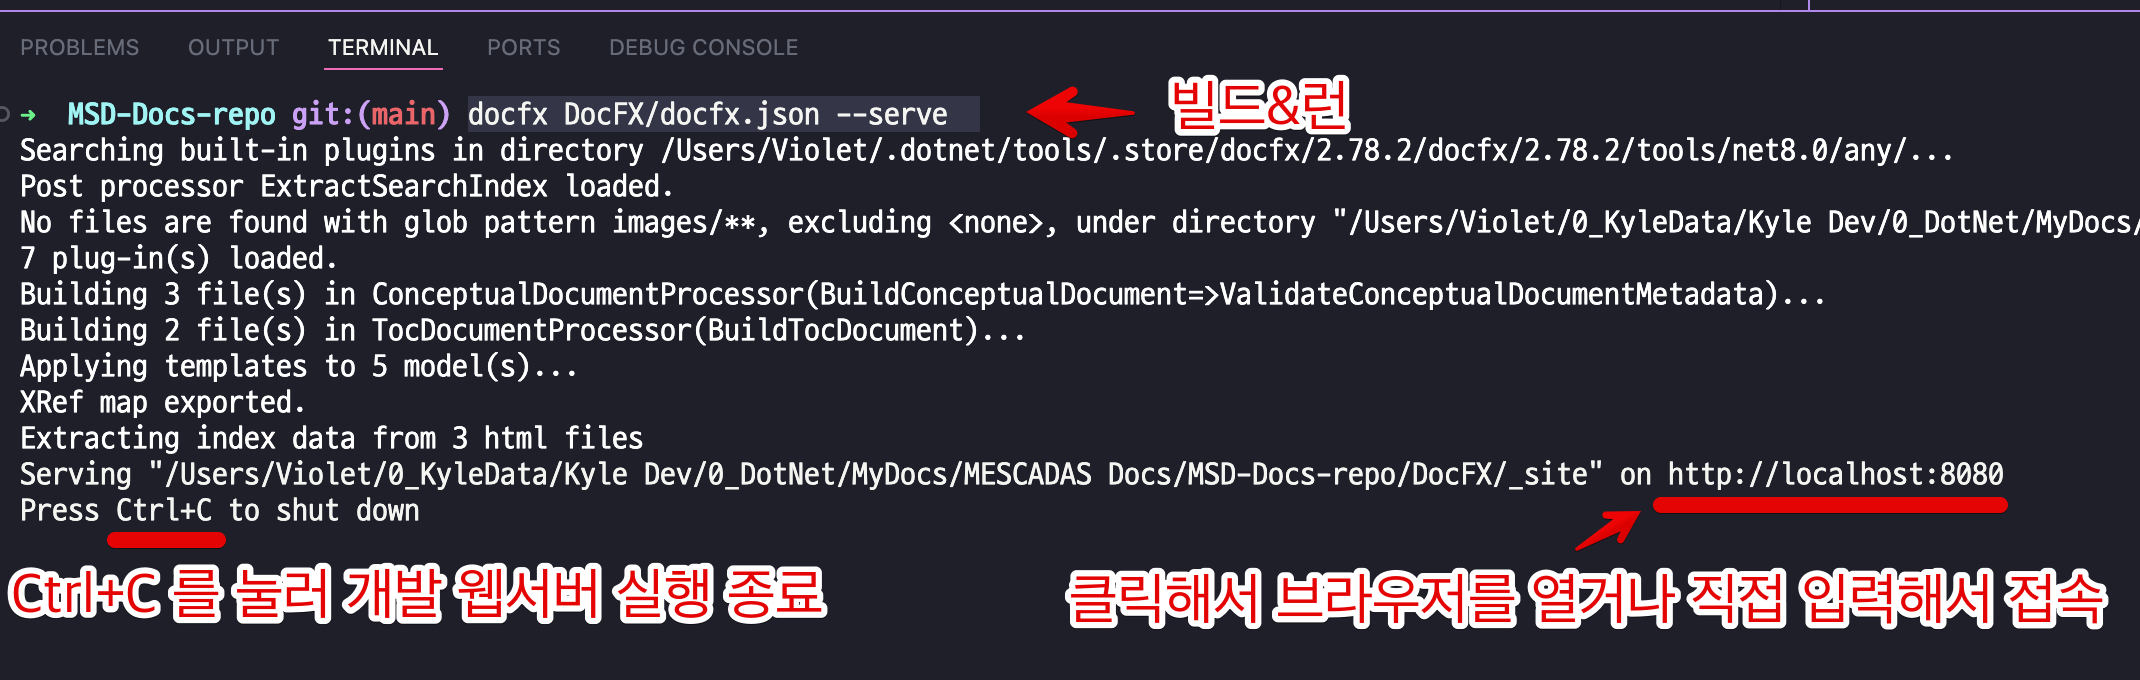 PROBLEMS OUTPUT TERMINAL PORTS DEBUG CONSOLE
➜ MSD-Docs-repo git:(main) docfx DocFX/docfx.json --serve
빌드&런
Searching built-in plugins in directory /Users/Violet/.dotnet/tools/.store/docfx/2.78.2/docfx/2.78.2/tools/net8.0/any/...
Post processor ExtractSearchIndex loaded.
No files are found with glob pattern images/**, excluding <none>, under directory "/Users/Violet/0_KyleData/Kyle Dev/0_DotNet/MyDocs/
7 plug-in(s) loaded.
Building 3 file(s) in ConceptualDocumentProcessor(BuildConceptualDocument=>ValidateConceptualDocumentMetadata)...
Building 2 file(s) in TocDocumentProcessor(BuildTocDocument)...
Applying templates to 5 model(s)...
XRef map exported.
Extracting index data from 3 html files
Serving "/Users/Violet/0_KyleData/Kyle Dev/0_DotNet/MyDocs/MESCADAS Docs/MSD-Docs-repo/DocFX/_site" on http://localhost:8080
Press Ctrl+C to shut down
Ctrl+C 를 눌러 개발 웹서버 실행 종료
클릭해서 브라우저를 열거나 직접 입력해서 접속